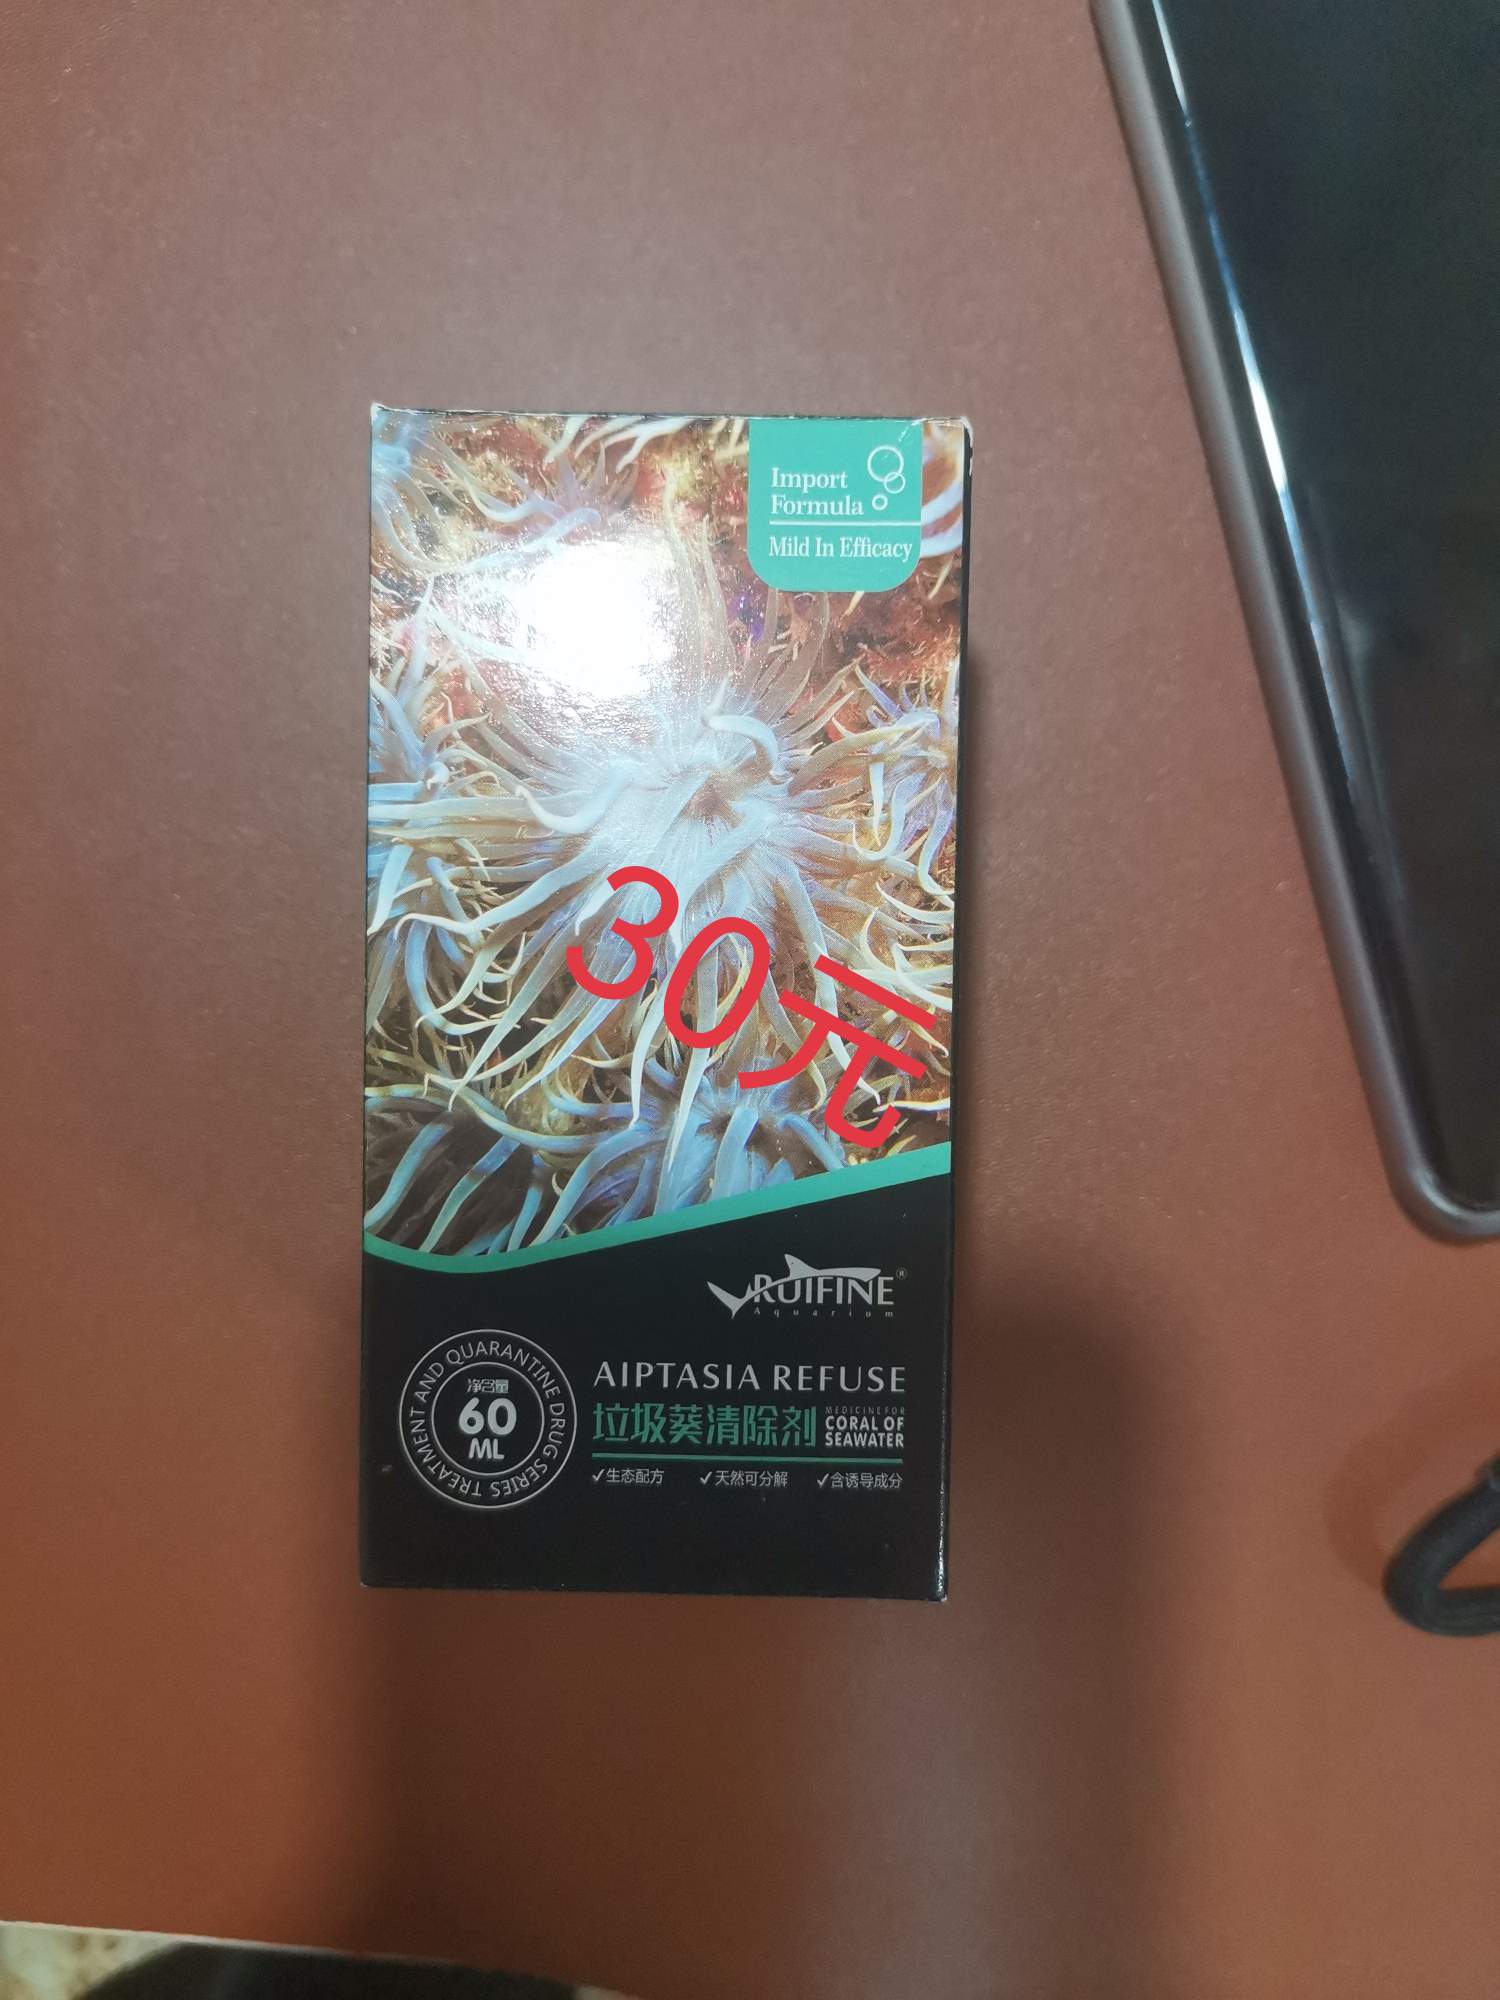 Import
Formula
Mild In Efficacy
30元
RUIFINE®
Aquarium
TREATMENT AND QUARANTINE DRUG SERIES
净含量
60
ML
AIPTASIA REFUSE
垃圾葵清除剂
MEDICINE FOR
CORAL OF
SEAWATER
✓生态配方 ✓天然可分解 ✓含诱导成分